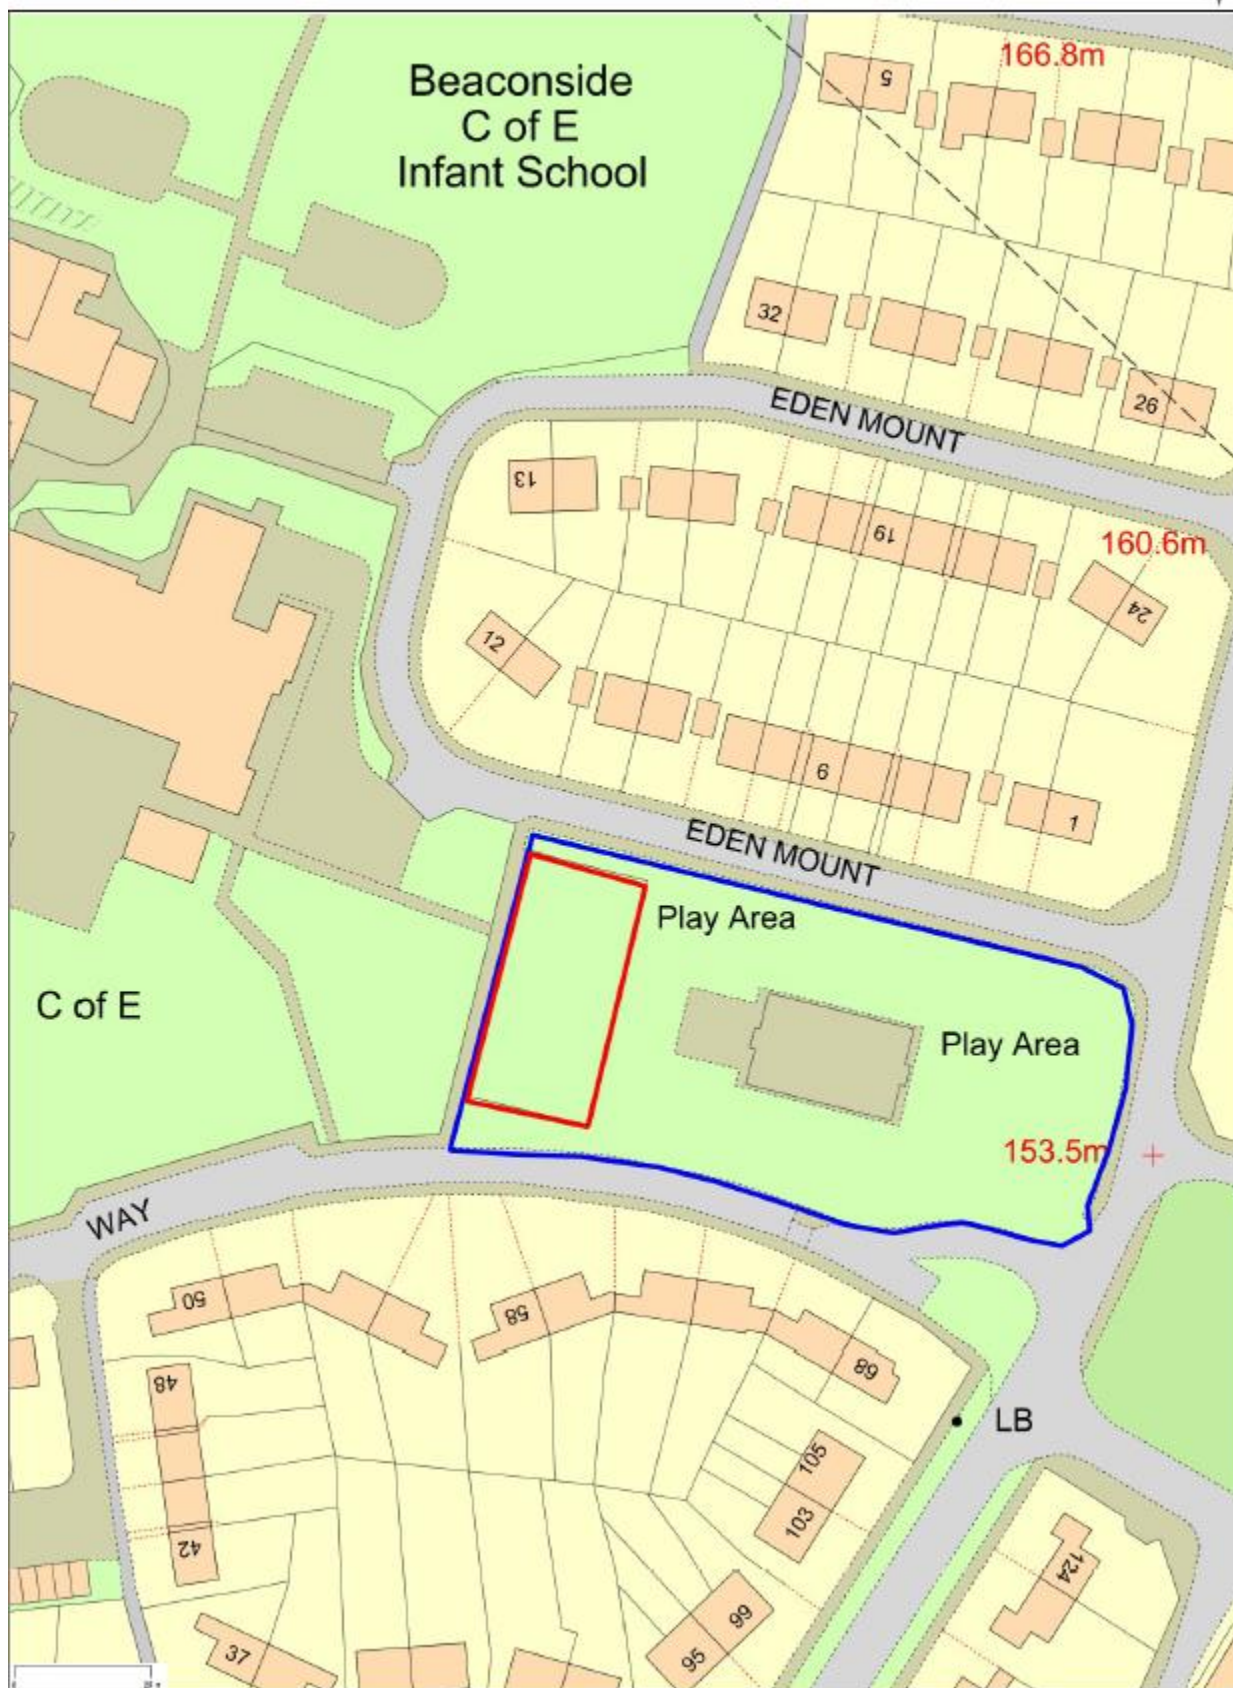 166.8m
5
Beaconside
C of E
Infant School
32
26
EDEN MOUNT
13
19
160.6m
24
12
6
1
EDEN MOUNT
Play Area
C of E
Play Area
153.5m
WAY
50
58
68
48
LB
105
103
42
124
99
95
37